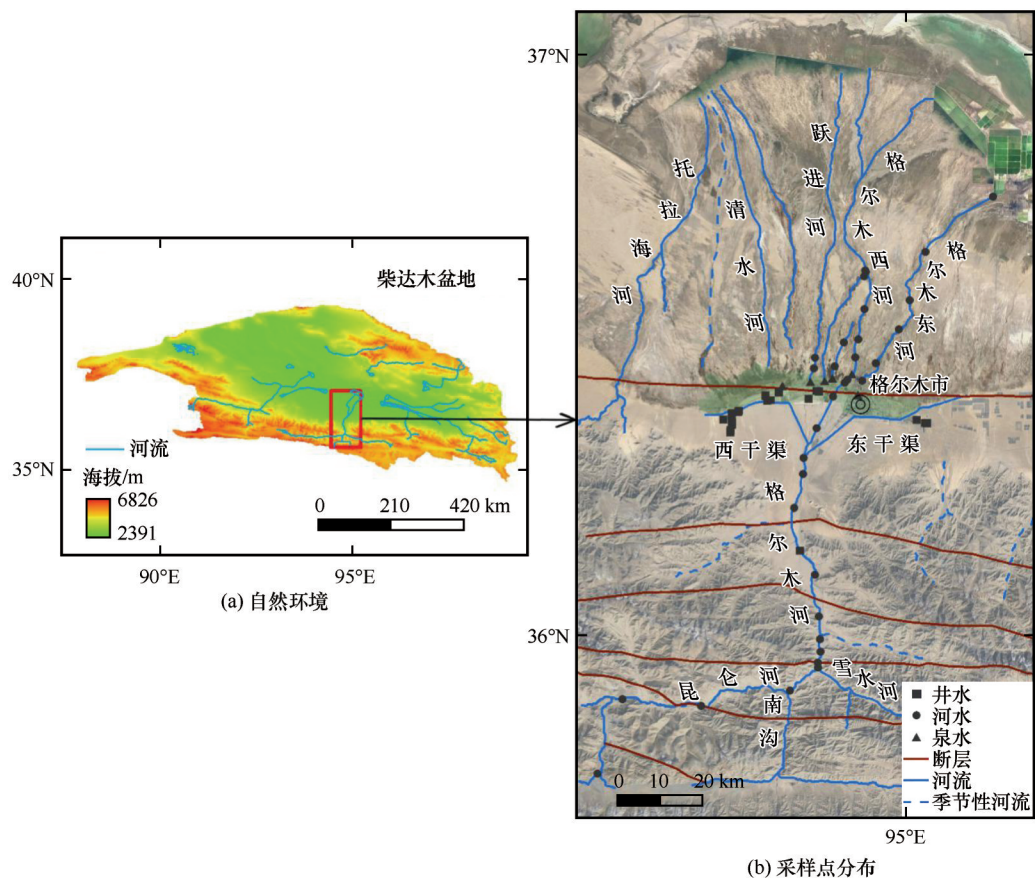 柴达木盆地
40°N
35°N
90°E
95°E
河流
海拔/m
6826
2391
0
210
420 km
(a) 自然环境
37°N
36°N
95°E
托拉海河
清水河
跃进河
格尔木西河
格尔木东河
格尔木市
西干渠
东干渠
格尔木河
昆仑河
雪水河
南沟
井水
河水
泉水
断层
河流
季节性河流
0
10
20 km
(b) 采样点分布